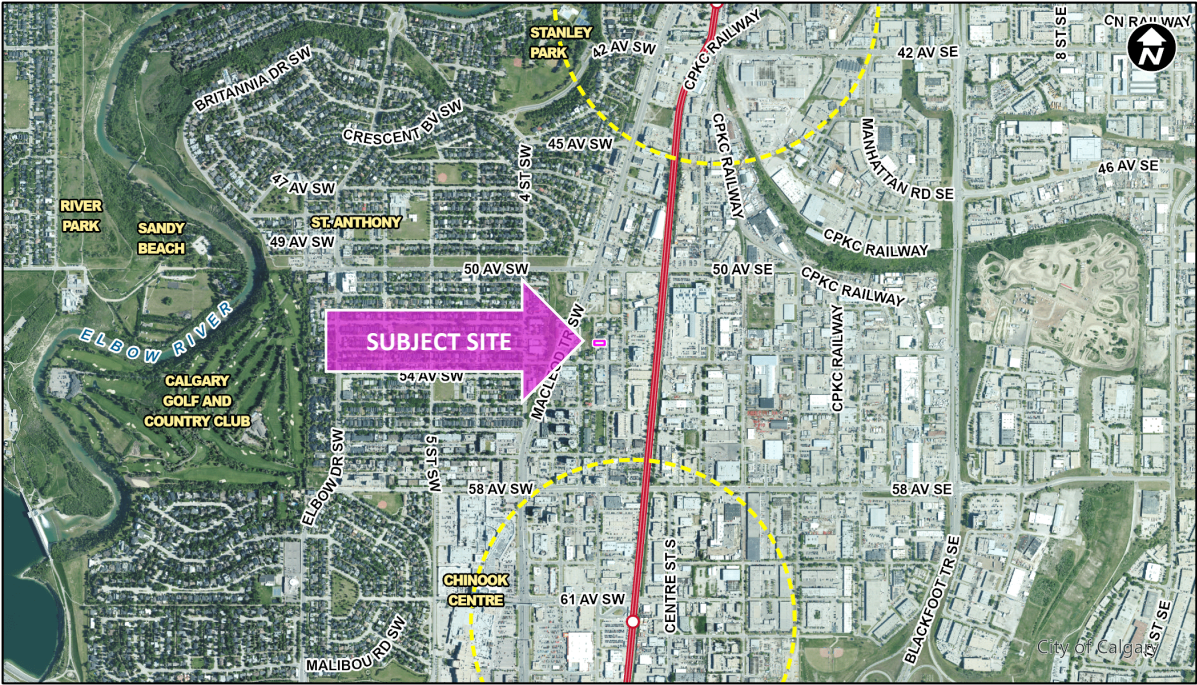 STANLEY
PARK
42 AV SW
CPKC RAILWAY
42 AV SE
8 ST SE
CN RAILWAY
N
BRITANNIA DR SW
CRESCENT BV SW
45 AV SW
CPKC RAILWAY
MANHATTAN RD SE
46 AV SE
4 ST SW
47 AV SW
RIVER
PARK
SANDY
BEACH
ST. ANTHONY
49 AV SW
CPKC RAILWAY
50 AV SW
50 AV SE
CPKC RAILWAY
ELBOW RIVER
SUBJECT SITE
MACLEOD TR SW
CPKC RAILWAY
54 AV SW
CALGARY
GOLF AND
COUNTRY CLUB
ELBOW DR SW
5 ST SW
58 AV SW
58 AV SE
CHINOOK
CENTRE
61 AV SW
CENTRE ST S
BLACKFOOT TR SE
MALIBOU RD SW
City of Calgary